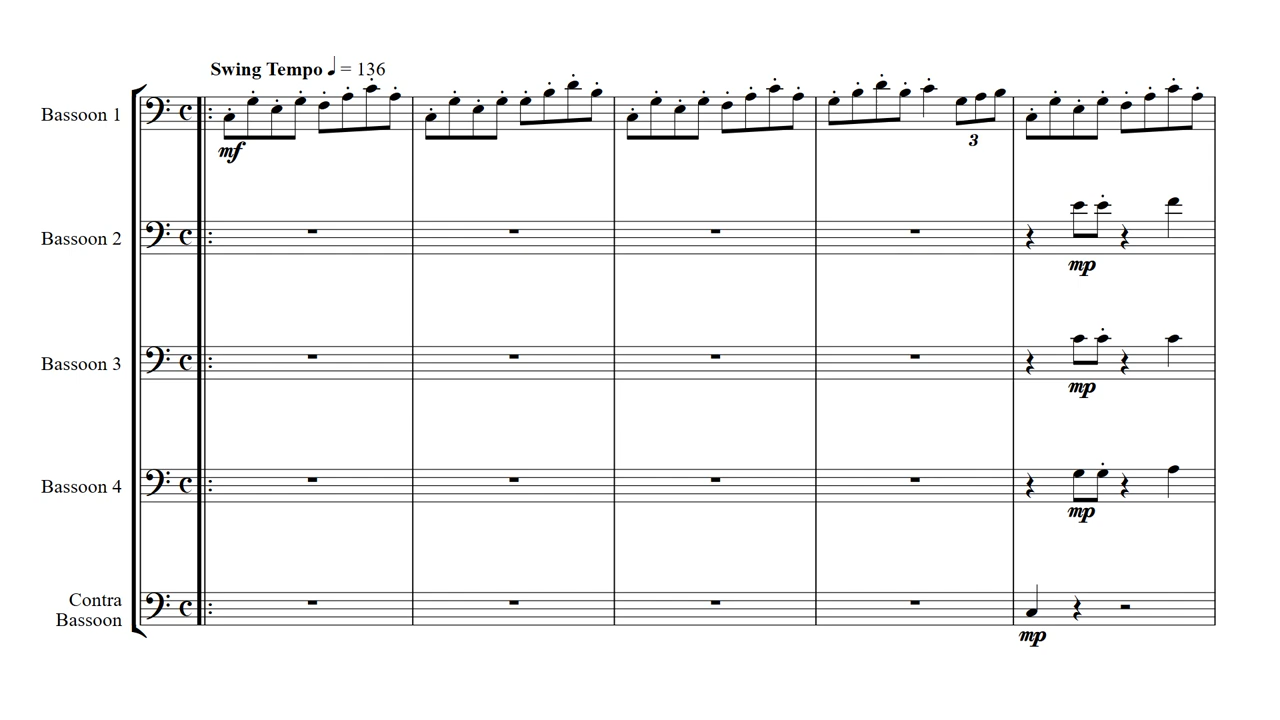 Swing Tempo ♩ = 136
Bassoon 1
mf
3
Bassoon 2
mp
Bassoon 3
mp
Bassoon 4
mp
Contra
Bassoon
mp